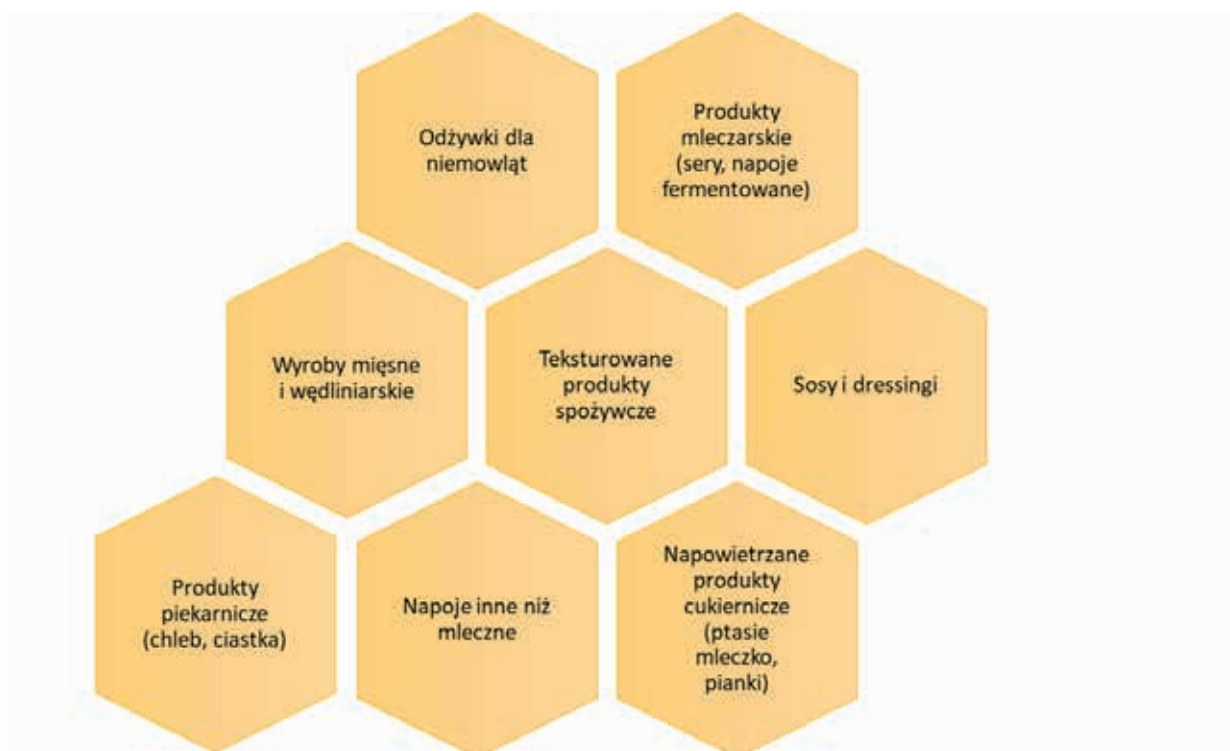 Odżywki dla
niemowląt
Produkty
mleczarskie
(sery, napoje
fermentowane)
Wyroby mięsne
i wędliniarskie
Teksturowane
produkty
spożywcze
Sosy i dressingi
Produkty
piekarnicze
(chleb, ciastka)
Napoje inne niż
mleczne
Napowietrzane
produkty
cukiernicze
(ptasie
mleczko,
pianki)